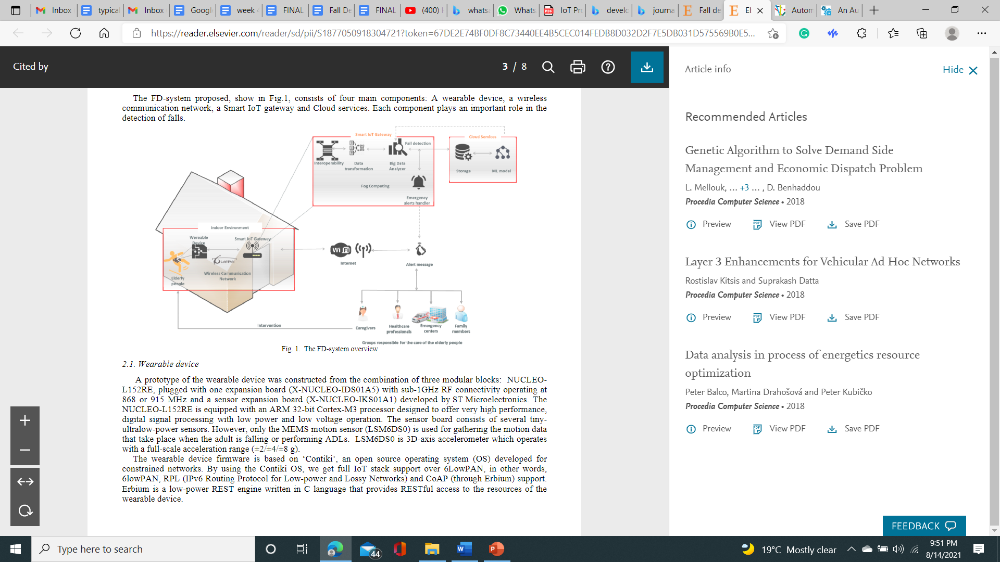 Inbox
typical
Inbox
Googl
week 4
FINAL
Fall De
FINAL
(400)
whatsa
Whats
IoT Pro
develo
journa
Fall de
El
Autom
An Au
https://reader.elsevier.com/reader/sd/pii/S1877050918304721?token=67DE2E74BF0DF8C73440EE4B5CEC014FEDB8D032D2F7E5DB031D575569B0E5...
Cited by
3 / 8
The FD-system proposed, show in Fig.1, consists of four main components: A wearable device, a wireless
communication network, a Smart IoT gateway and Cloud services. Each component plays an important role in the
detection of falls.
Smart IoT Gateway
Cloud Services
Fall detection
Interoperability
Data
transformation
Big Data
Analyzer
Storage
ML model
Fog Computing
Emergency
alerts handler
Indoor Environment
Wereable
Device
Smart IoT Gateway
6LoWPAN
Wireless Communication
Network
Elderly
people
Wi Fi
Internet
Alert message
Intervention
Caregivers
Healthcare
professionals
Emergency
centers
Family
members
Groups responsible for the care of the elderly people
Fig. 1. The FD-system overview
2.1. Wearable device
A prototype of the wearable device was constructed from the combination of three modular blocks: NUCLEO-
L152RE, plugged with one expansion board (X-NUCLEO-IDS01A5) with sub-1GHz RF connectivity operating at
868 or 915 MHz and a sensor expansion board (X-NUCLEO-IKS01A1) developed by ST Microelectronics. The
NUCLEO-L152RE is equipped with an ARM 32-bit Cortex-M3 processor designed to offer very high performance,
digital signal processing with low power and low voltage operation. The sensor board consists of several tiny-
ultralow-power sensors. However, only the MEMS motion sensor (LSM6DS0) is used for gathering the motion data
that take place when the adult is falling or performing ADLs. LSM6DS0 is 3D-axis accelerometer which operates
with a full-scale acceleration range (±2/±4/±8 g).
The wearable device firmware is based on ‘Contiki’, an open source operating system (OS) developed for
constrained networks. By using the Contiki OS, we get full IoT stack support over 6LowPAN, in other words,
6lowPAN, RPL (IPv6 Routing Protocol for Low-power and Lossy Networks) and CoAP (through Erbium) support.
Erbium is a low-power REST engine written in C language that provides RESTful access to the resources of the
wearable device.
Article info
Hide
Recommended Articles
Genetic Algorithm to Solve Demand Side
Management and Economic Dispatch Problem
L. Mellouk, ... +3 ... , D. Benhaddou
Procedia Computer Science • 2018
Preview
View PDF
Save PDF
Layer 3 Enhancements for Vehicular Ad Hoc Networks
Rostislav Kitsis and Suprakash Datta
Procedia Computer Science • 2018
Preview
View PDF
Save PDF
Data analysis in process of energetics resource
optimization
Peter Balco, Martina Drahošová and Peter Kubičko
Procedia Computer Science • 2018
Preview
View PDF
Save PDF
FEEDBACK
Type here to search
44
19°C Mostly clear
9:51 PM
8/14/2021